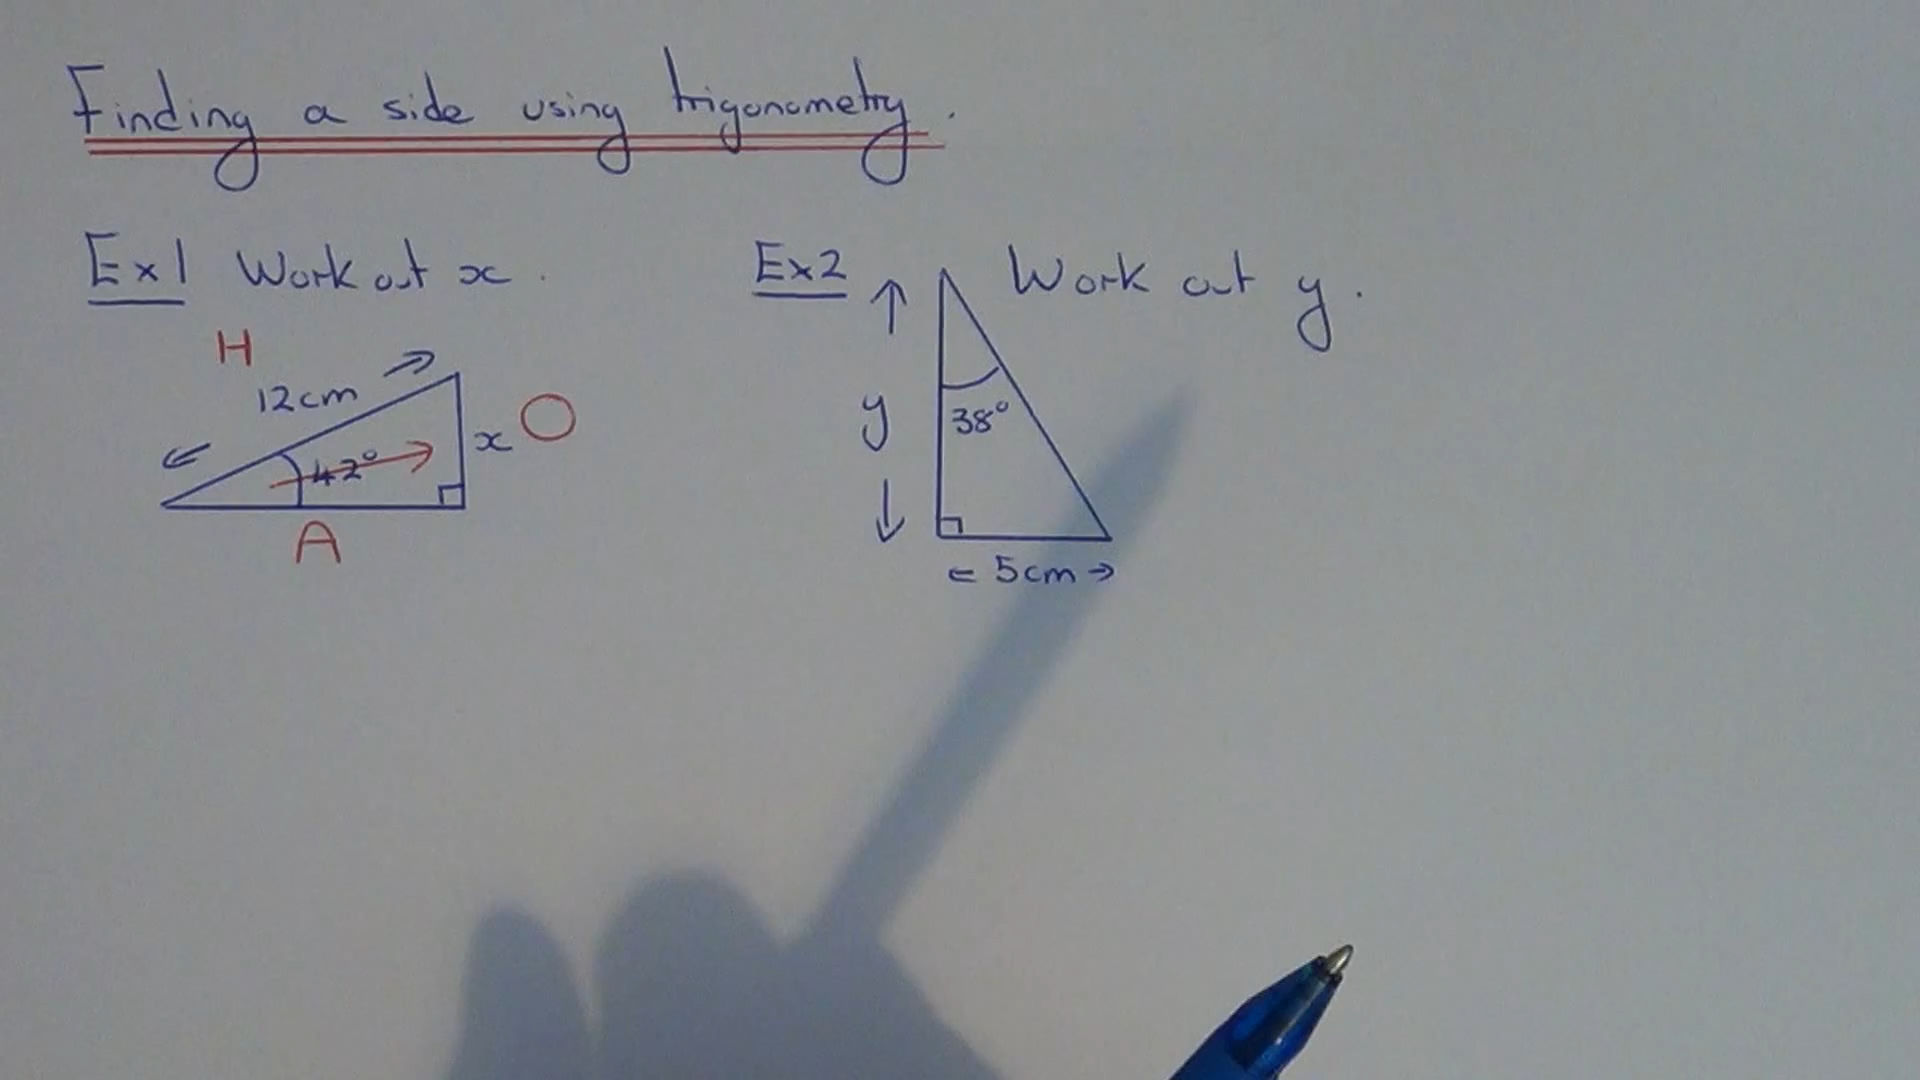 Finding a side using trigonometry.
Ex1 Work out x.
H
12cm
42°
x O
A
Ex2 Work out y.
y
38°
5cm